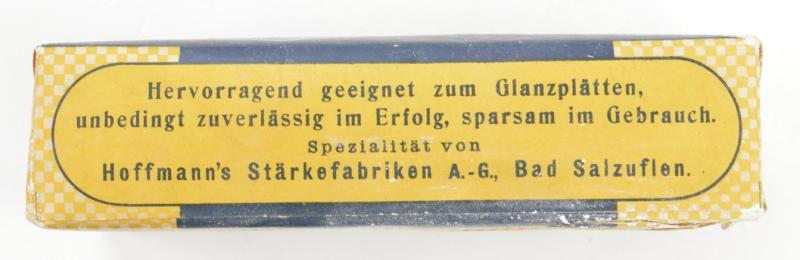 Hervorragend geeignet zum Glanzplätten,
unbedingt zuverlässig im Erfolg, sparsam im Gebrauch.
Spezialität von
Hoffmann's Stärkefabriken A.-G., Bad Salzuflen.